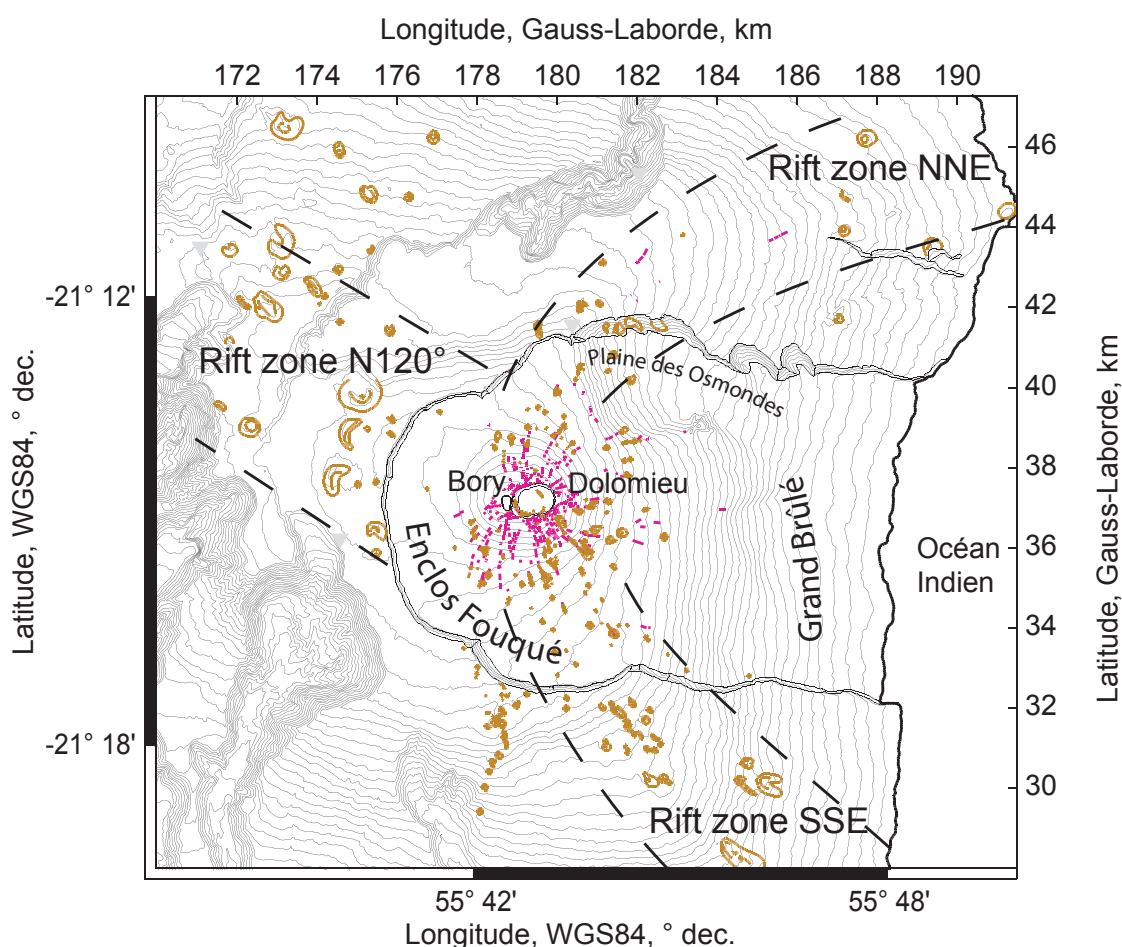 Longitude, Gauss-Laborde, km
172 174 176 178 180 182 184 186 188 190
46
Rift zone NNE
44
-21° 12'
42
Rift zone N120°
Plaine des Osmondes
40
Bory
Dolomieu
38
Enclos Fouqué
Grand Brûlé
36
Océan
Indien
34
32
-21° 18'
30
Rift zone SSE
Latitude, WGS84, ° dec.
Latitude, Gauss-Laborde, km
55° 42' 55° 48'
Longitude, WGS84, ° dec.